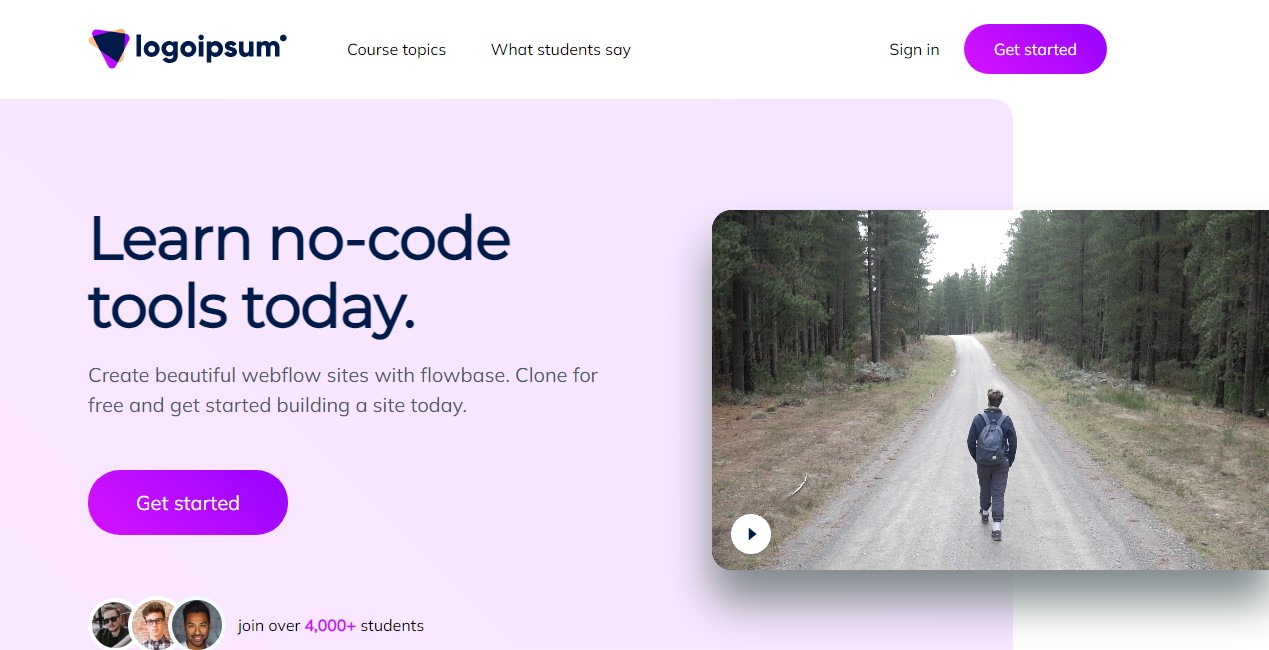 logoipsum
Course topics
What students say
Sign in
Get started
Learn no-code
tools today.
Create beautiful webflow sites with flowbase. Clone for
free and get started building a site today.
Get started
join over 4,000+ students